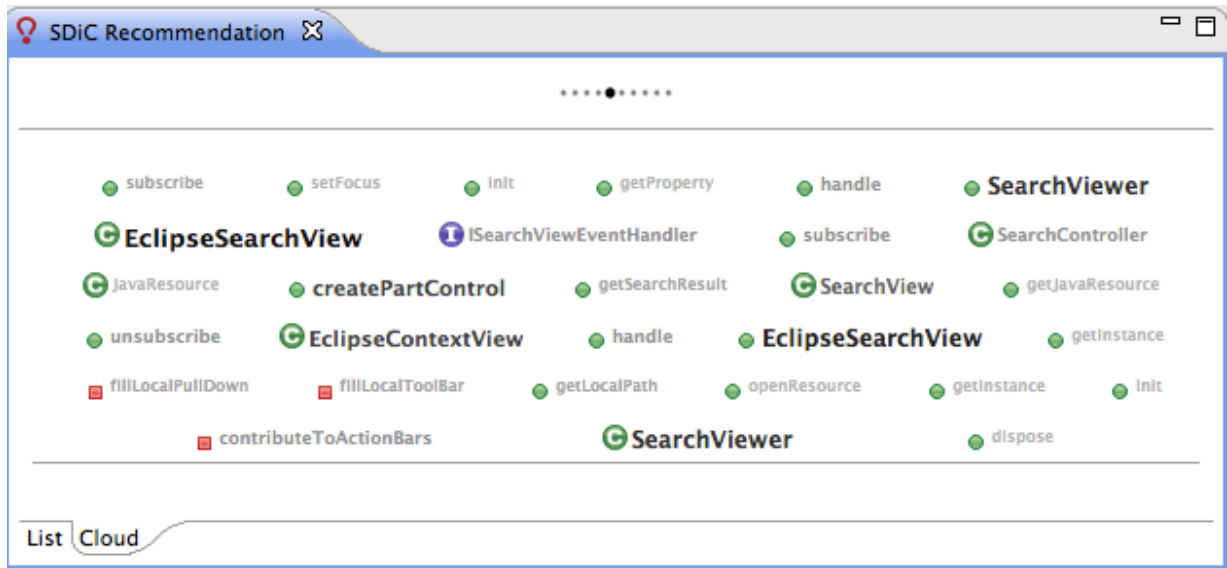 SDiC Recommendation
subscribe setFocus init getProperty handle SearchViewer
EclipseSearchView ISearchViewEventHandler subscribe SearchController
JavaResource createPartControl getSearchResult SearchView getJavaResource
unsubscribe EclipseContextView handle EclipseSearchView getInstance
fillLocalPullDown fillLocalToolBar getLocalPath openResource getInstance init
contributeToActionBars SearchViewer dispose
List Cloud